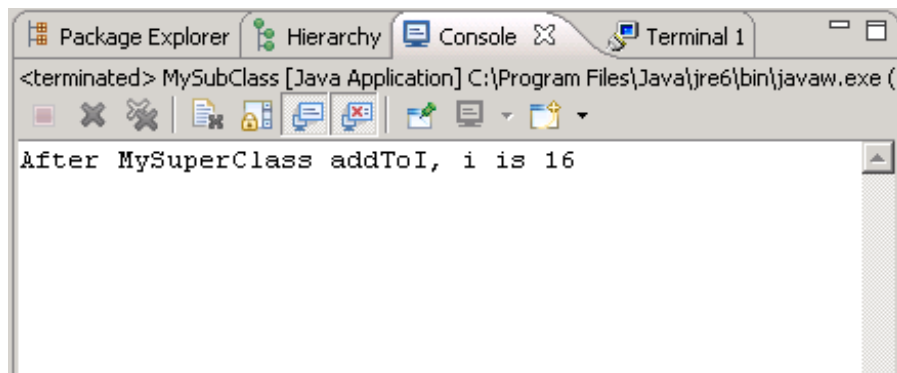 Package Explorer Hierarchy Console Terminal 1
<terminated> MySubClass [Java Application] C:\Program Files\Java\jre6\bin\javaw.exe (
After MySuperClass addToI, i is 16